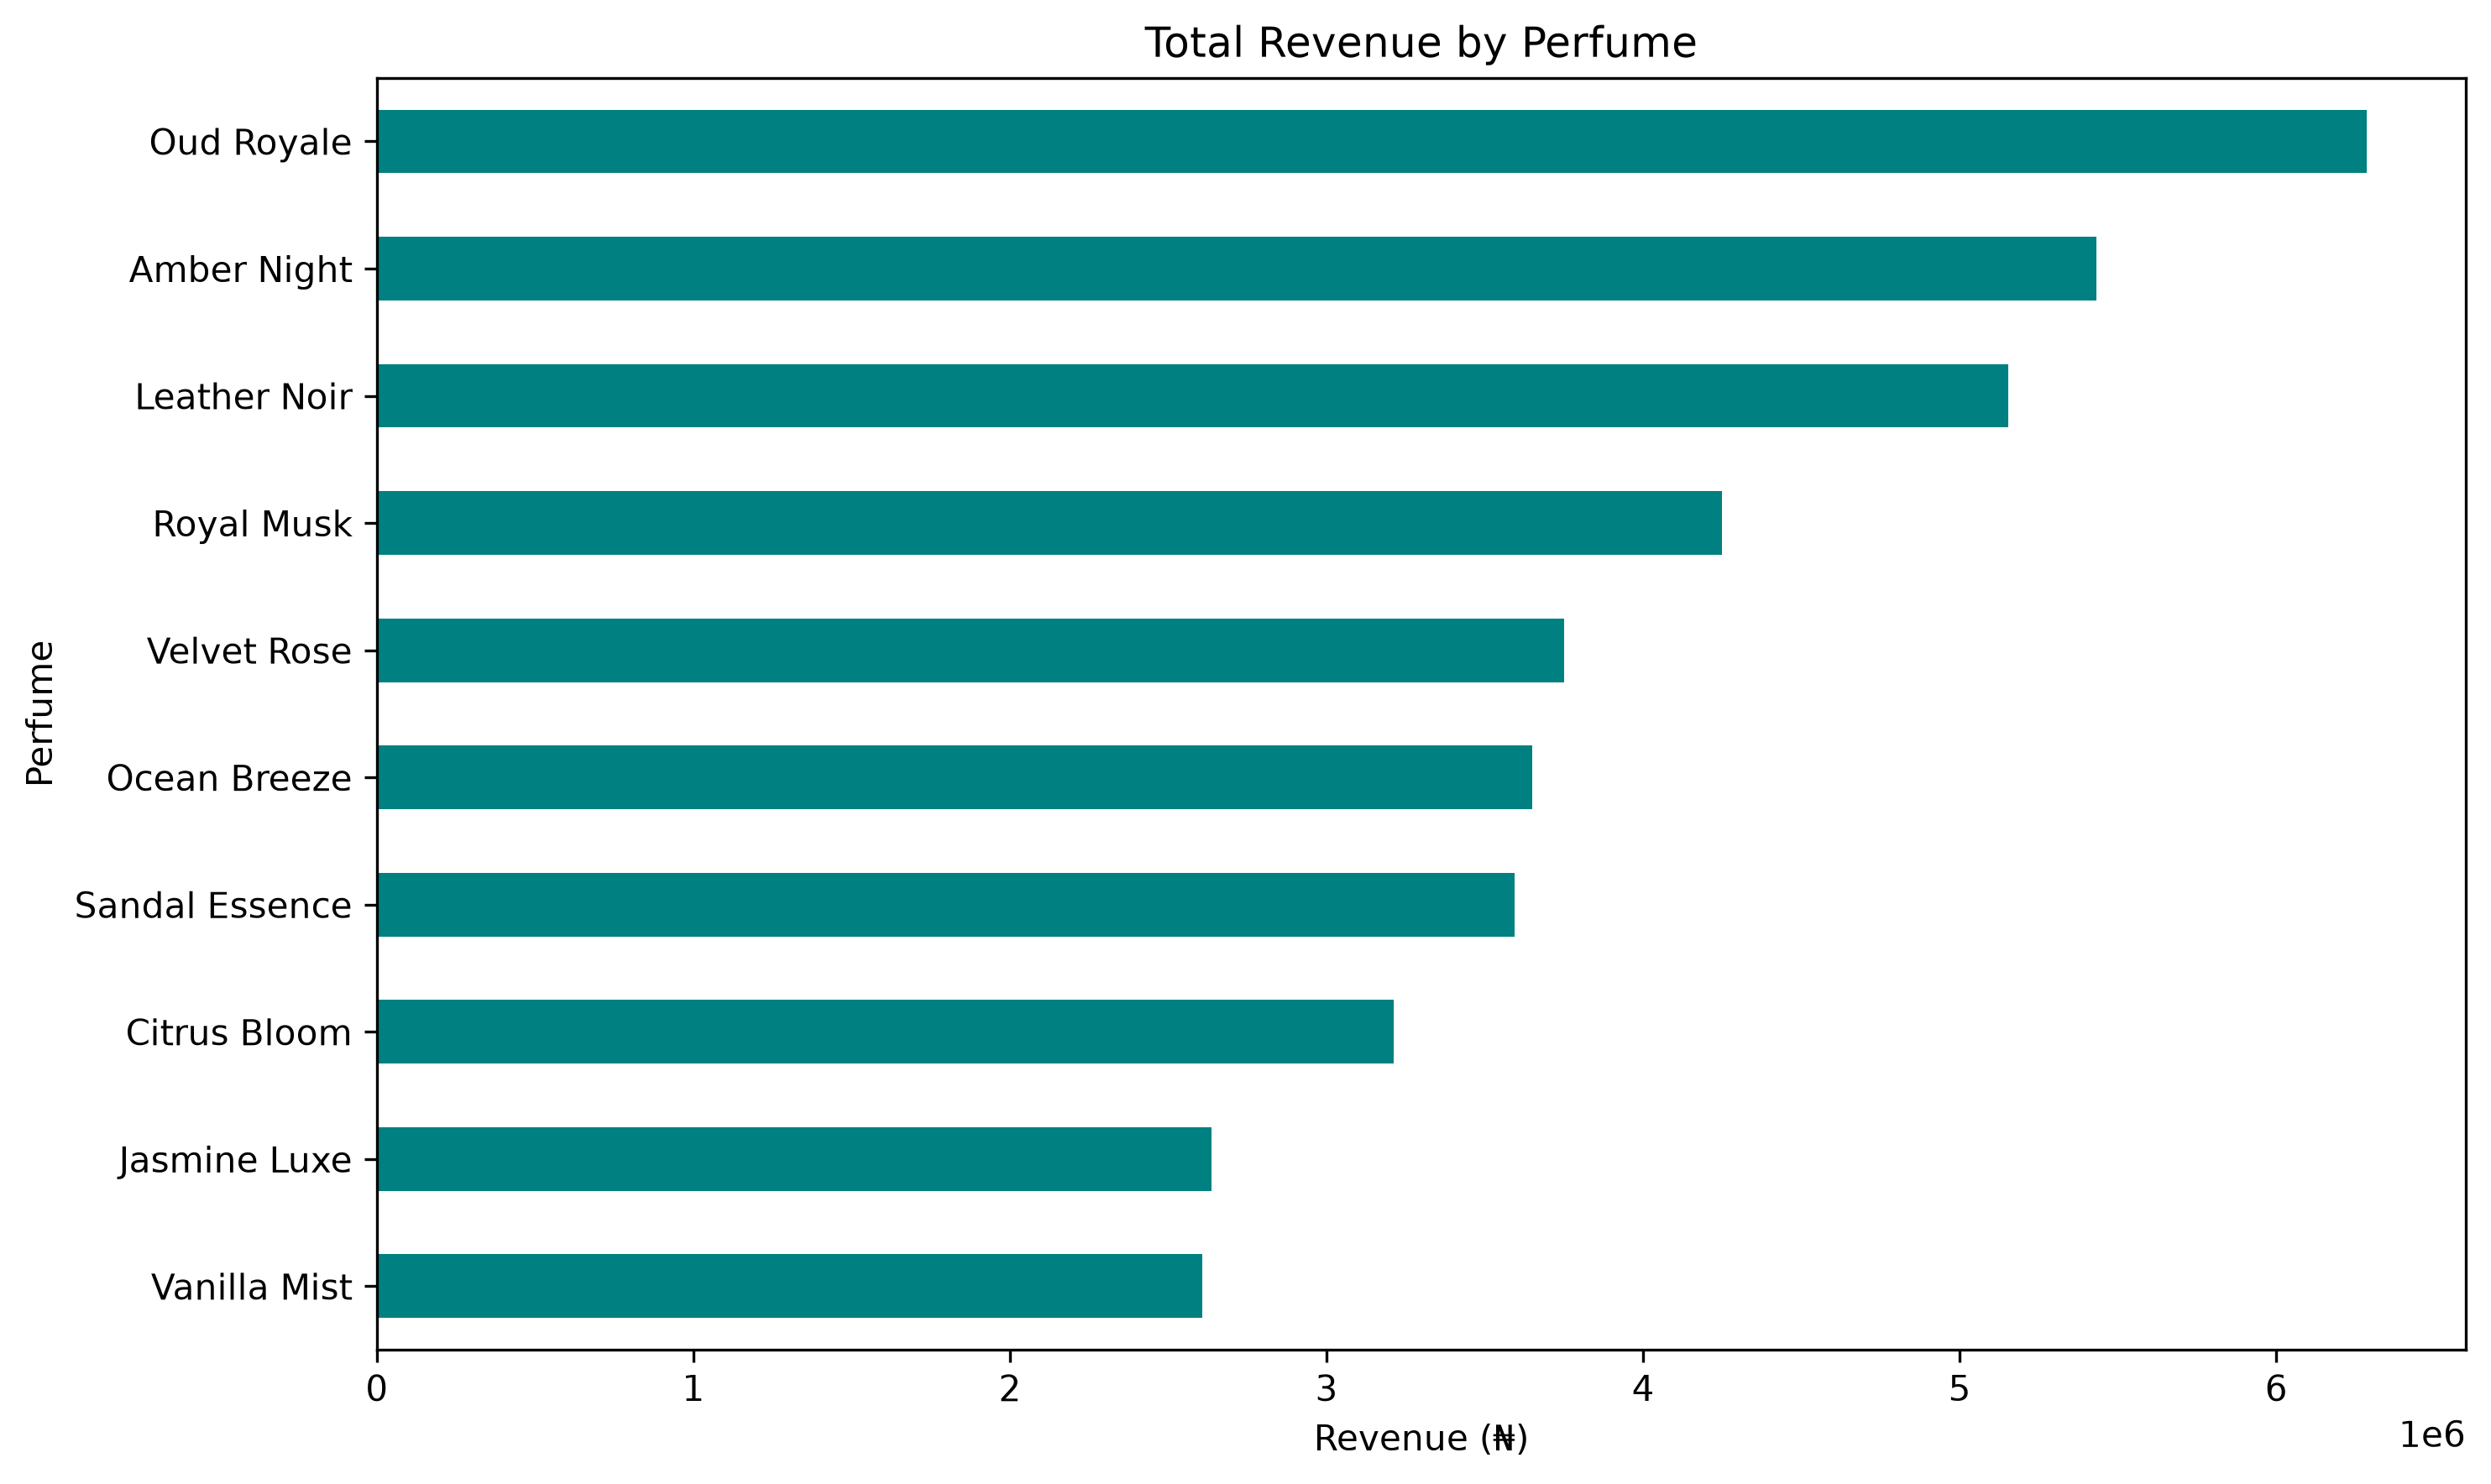 Total Revenue by Perfume
Perfume
Oud Royale
Amber Night
Leather Noir
Royal Musk
Velvet Rose
Ocean Breeze
Sandal Essence
Citrus Bloom
Jasmine Luxe
Vanilla Mist
0 1 2 3 4 5 6
1e6
Revenue (₦)